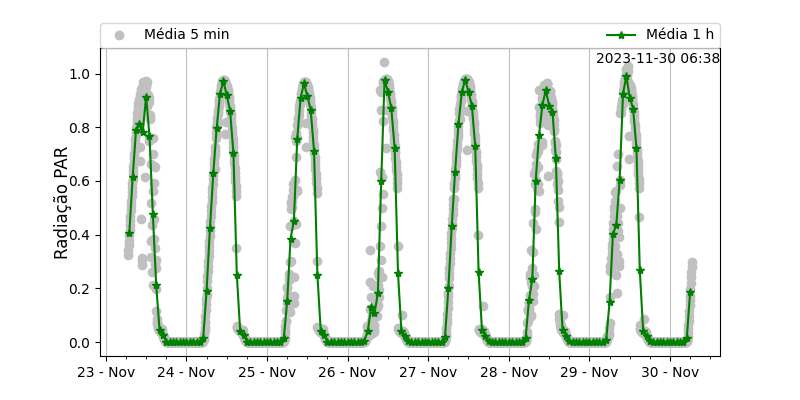 Média 5 min
Média 1 h
2023-11-30 06:38
Radiação PAR
1.0
0.8
0.6
0.4
0.2
0.0
23 - Nov
24 - Nov
25 - Nov
26 - Nov
27 - Nov
28 - Nov
29 - Nov
30 - Nov